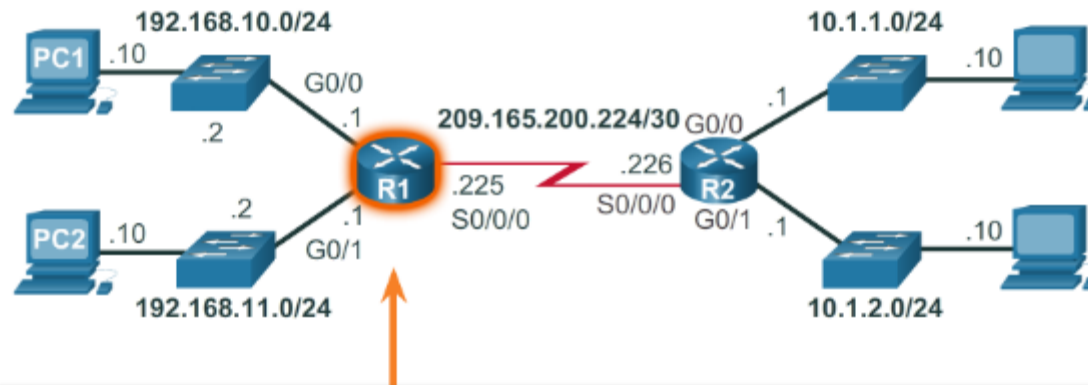 192.168.10.0/24
10.1.1.0/24
PC1
.10
.10
G0/0
.1
.1
209.165.200.224/30
G0/0
.2
.226
R1
.225
R2
.2
.1
S0/0/0
S0/0/0
G0/1
.1
PC2
.10
G0/1
.10
192.168.11.0/24
10.1.2.0/24